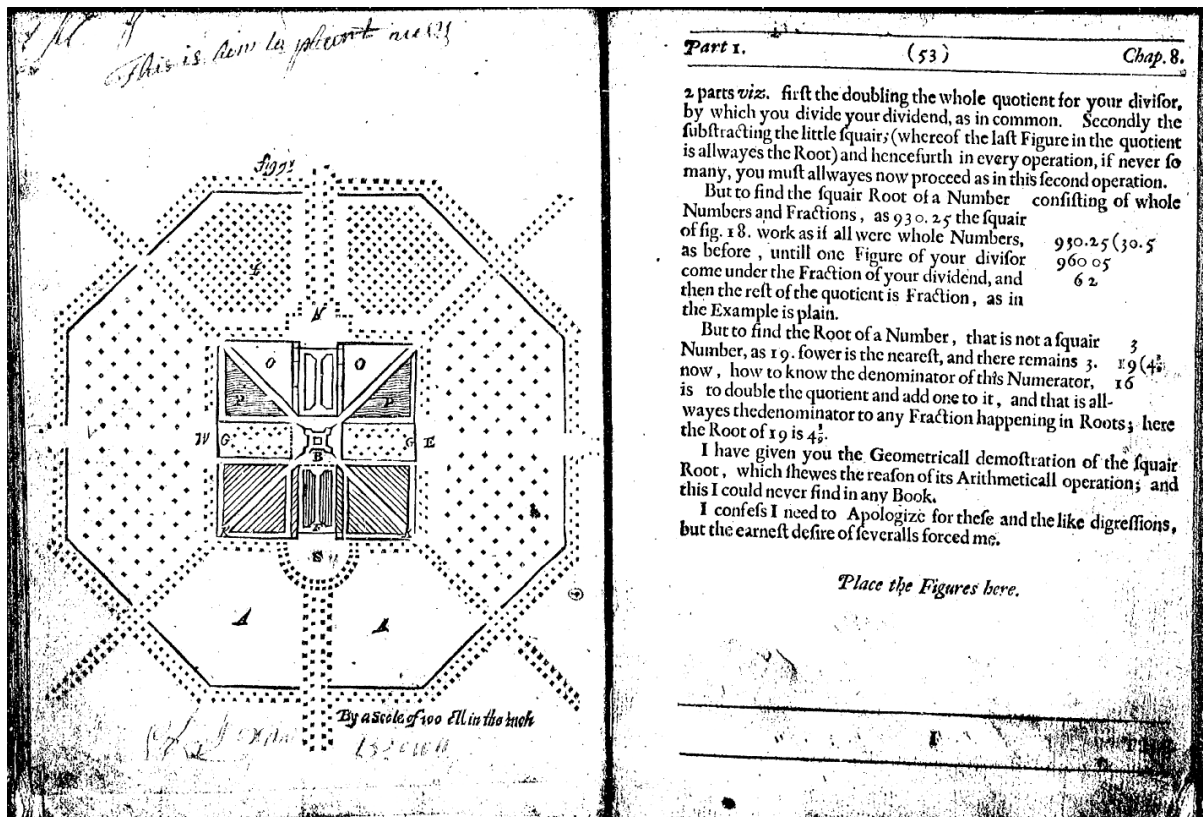 This is how to plant
fig 9
L
N
O O
P P
W G G E
B
F
K
S
A A
By a Scale of 100 Ell in the Inch
Part 1. (53) Chap. 8.
2 parts viz. firſt the doubling the whole quotient for your diviſor,
by which you divide your dividend, as in common. Secondly the
ſubſtracting the little ſquair; (whereof the laſt Figure in the quotient
is allwayes the Root) and hencefurth in every operation, if never ſo
many, you muſt allwayes now proceed as in this ſecond operation.
But to find the ſquair Root of a Number conſiſting of whole
Numbers and Fractions, as 930.25 the ſquair
of fig. 18. work as if all were whole Numbers, 930.25(30.5
as before, untill one Figure of your diviſor 960 05
come under the Fraction of your dividend, and 62
then the reſt of the quotient is Fraction, as in
the Example is plain.
But to find the Root of a Number, that is not a ſquair 3
Number, as 19. fower is the neareſt, and there remains 3. 19(4 3/9
now, how to know the denominator of this Numerator, 16
is to double the quotient and add one to it, and that is all-
wayes thedenominator to any Fraction happening in Roots; here
the Root of 19 is 4 3/9.
I have given you the Geometricall demoſtration of the ſquair
Root, which ſhewes the reaſon of its Arithmeticall operation; and
this I could never find in any Book.
I confeſs I need to Apologize for theſe and the like digreſſions,
but the earneſt deſire of ſeveralls forced me.
Place the Figures here.